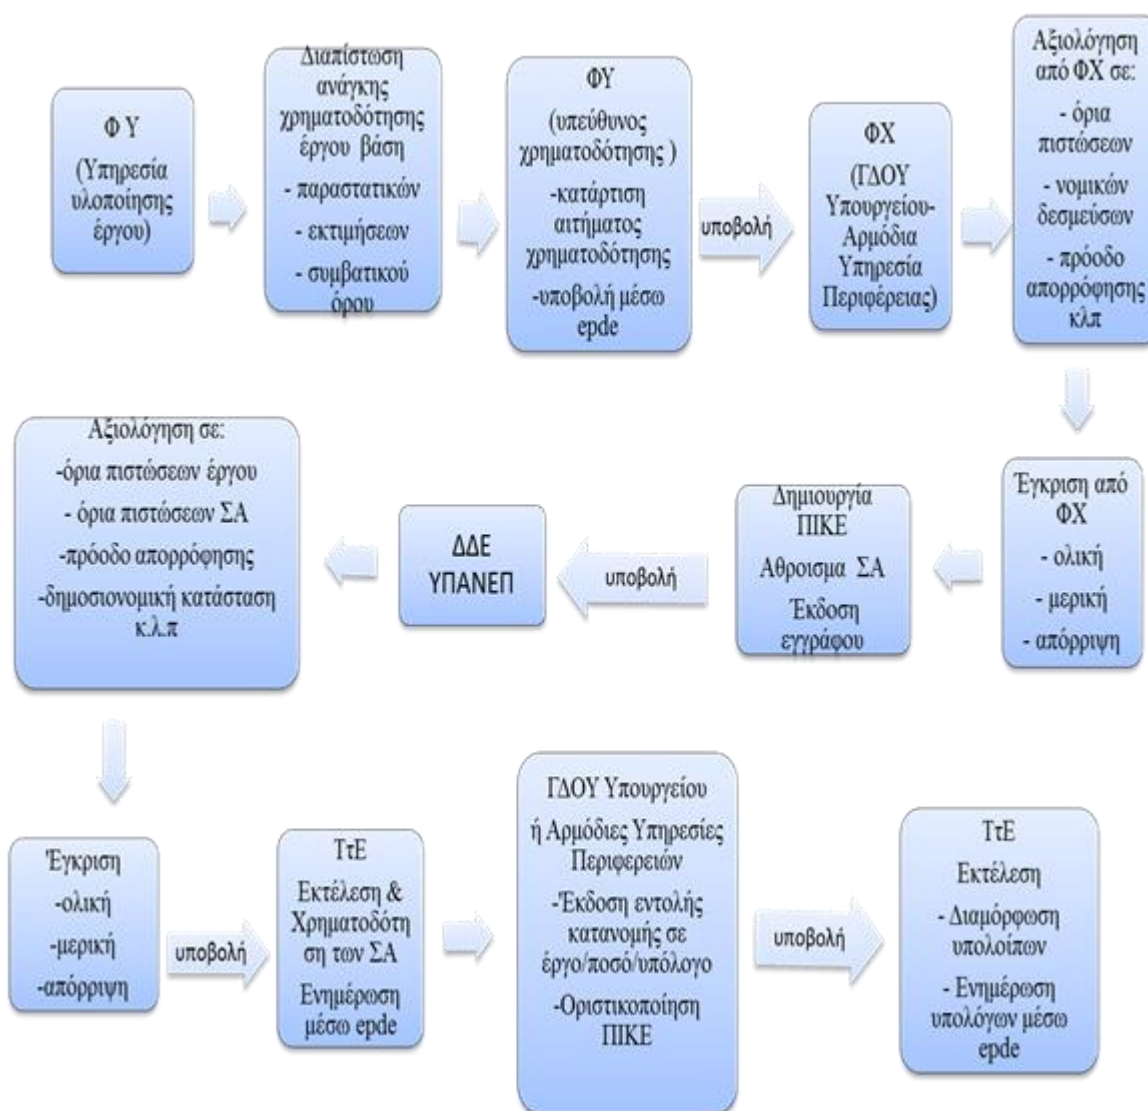 Φ Υ
(Υπηρεσία
υλοποίησης
έργου)
Διαπίστωση
ανάγκης
χρηματοδότησης
έργου βάση
- παραστατικών
- εκτιμήσεων
- συμβατικού
όρου
ΦΥ
(υπεύθυνος
χρηματοδότησης )
-κατάρτιση
αιτήματος
χρηματοδότησης
-υποβολή μέσω
epde
υποβολή
ΦΧ
(ΓΔΟΥ
Υπουργείου-
Αρμόδια
Υπηρεσία
Περιφέρειας)
Αξιολόγηση
από ΦΧ σε:
- όρια
πιστώσεων
- νομικών
δεσμεύσων
- πρόοδο
απορρόφησης
κλπ
Έγκριση από
ΦΧ
- ολική
- μερική
- απόρριψη
Δημιουργία
ΠΙΚΕ
Αθροισμα ΣΑ
Έκδοση
εγγράφου
υποβολή
ΔΔΕ
ΥΠΑΝΕΠ
Αξιολόγηση σε:
-όρια πιστώσεων έργου
- όρια πιστώσεων ΣΑ
-πρόοδο απορρόφησης
-δημοσιονομική κατάσταση
κ.λ.π
Έγκριση
-ολική
-μερική
-απόρριψη
υποβολή
ΤτΕ
Εκτέλεση &
Χρηματοδότη
ση των ΣΑ
Ενημέρωση
μέσω epde
ΓΔΟΥ Υπουργείου
ή Αρμόδιες Υπηρεσίες
Περιφερειών
-Έκδοση εντολής
κατανομής σε
έργο/ποσό/υπόλογο
-Οριστικοποίηση
ΠΙΚΕ
υποβολή
ΤτΕ
Εκτέλεση
- Διαμόρφωση
υπολοίπων
- Ενημέρωση
υπολόγων μέσω
epde